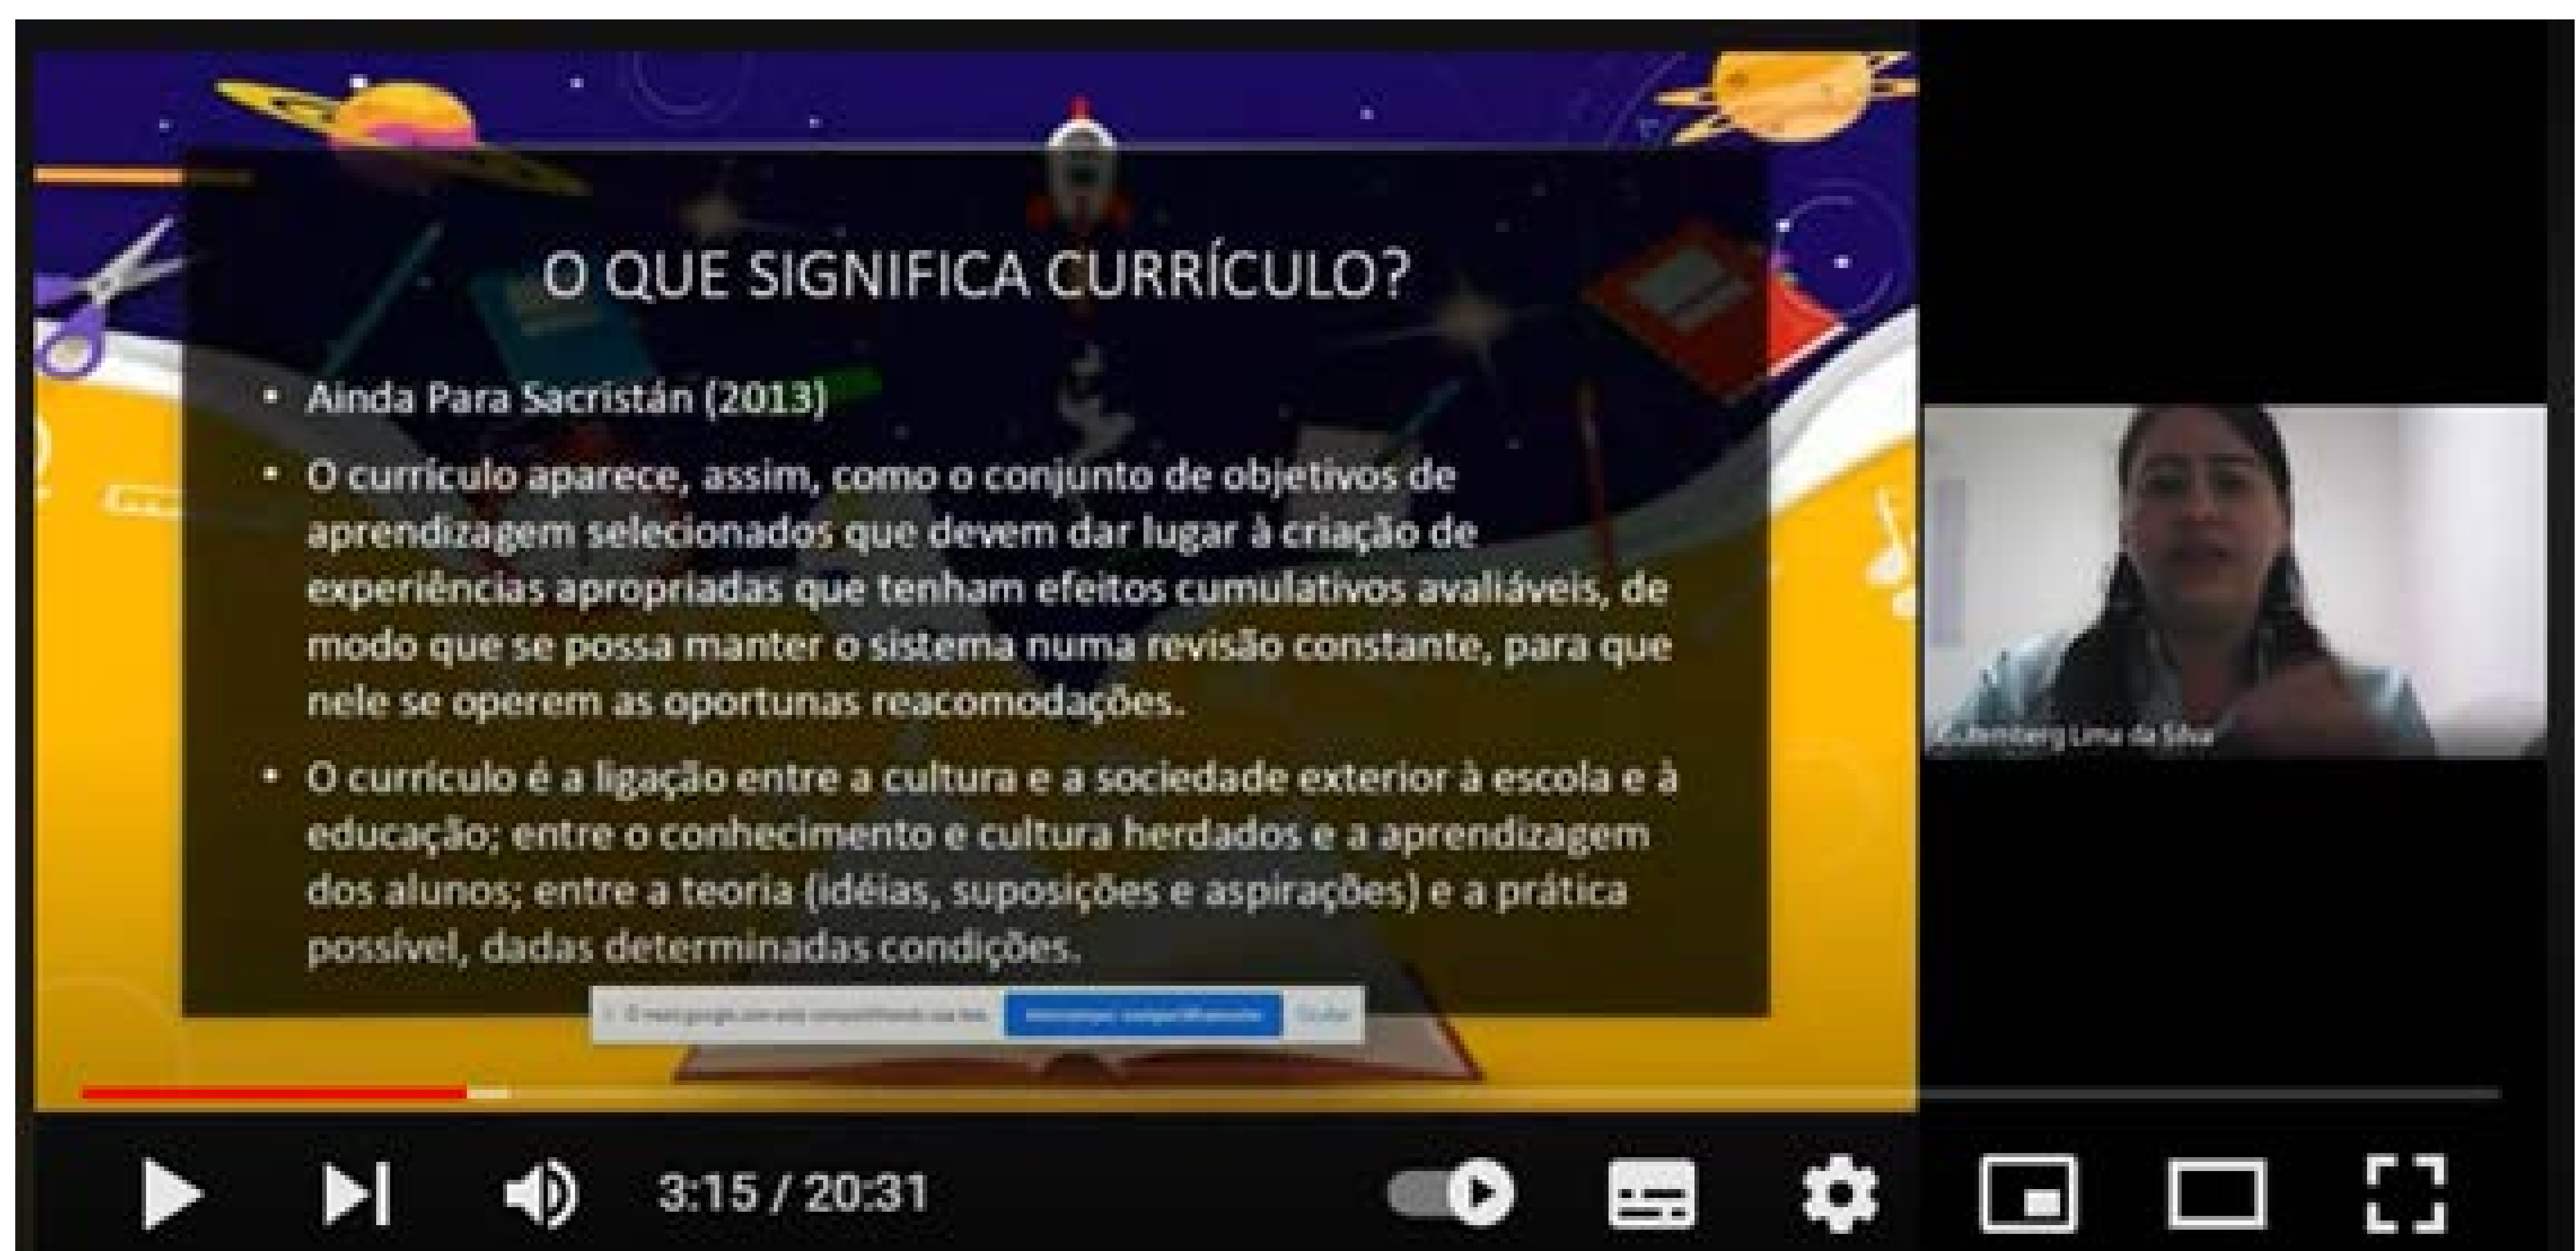 O QUE SIGNIFICA CURRÍCULO?
• Ainda Para Sacristán (2013)
• O currículo aparece, assim, como o conjunto de objetivos de
aprendizagem selecionados que devem dar lugar à criação de
experiências apropriadas que tenham efeitos cumulativos avaliáveis, de
modo que se possa manter o sistema numa revisão constante, para que
nele se operem as oportunas reacomodações.
• O currículo é a ligação entre a cultura e a sociedade exterior à escola e à
educação; entre o conhecimento e cultura herdados e a aprendizagem
dos alunos; entre a teoria (idéias, suposições e aspirações) e a prática
possível, dadas determinadas condições.
Lima da Silva
3:15 / 20:31